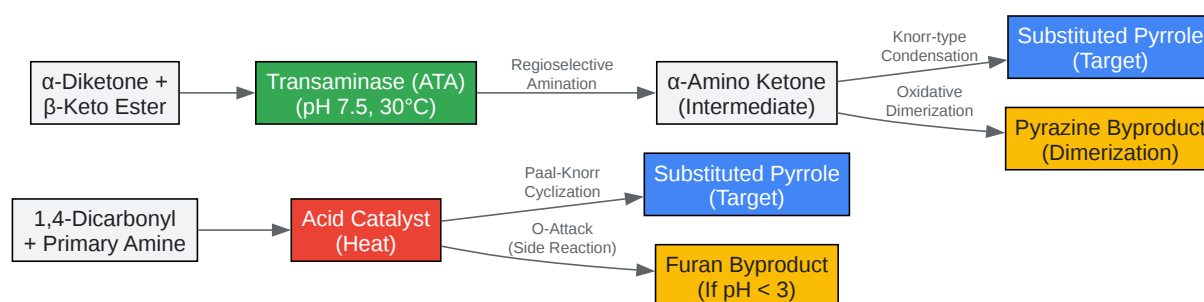 α-Diketone +
β-Keto Ester
Transaminase (ATA)
(pH 7.5, 30°C)
Regioselective
Amination
α-Amino Ketone
(Intermediate)
Knorr-type
Condensation
Substituted Pyrrole
(Target)
Oxidative
Dimerization
Pyrazine Byproduct
(Dimerization)
1,4-Dicarbonyl
+ Primary Amine
Acid Catalyst
(Heat)
Paal-Knorr
Cyclization
Substituted Pyrrole
(Target)
O-Attack
(Side Reaction)
Furan Byproduct
(If pH < 3)